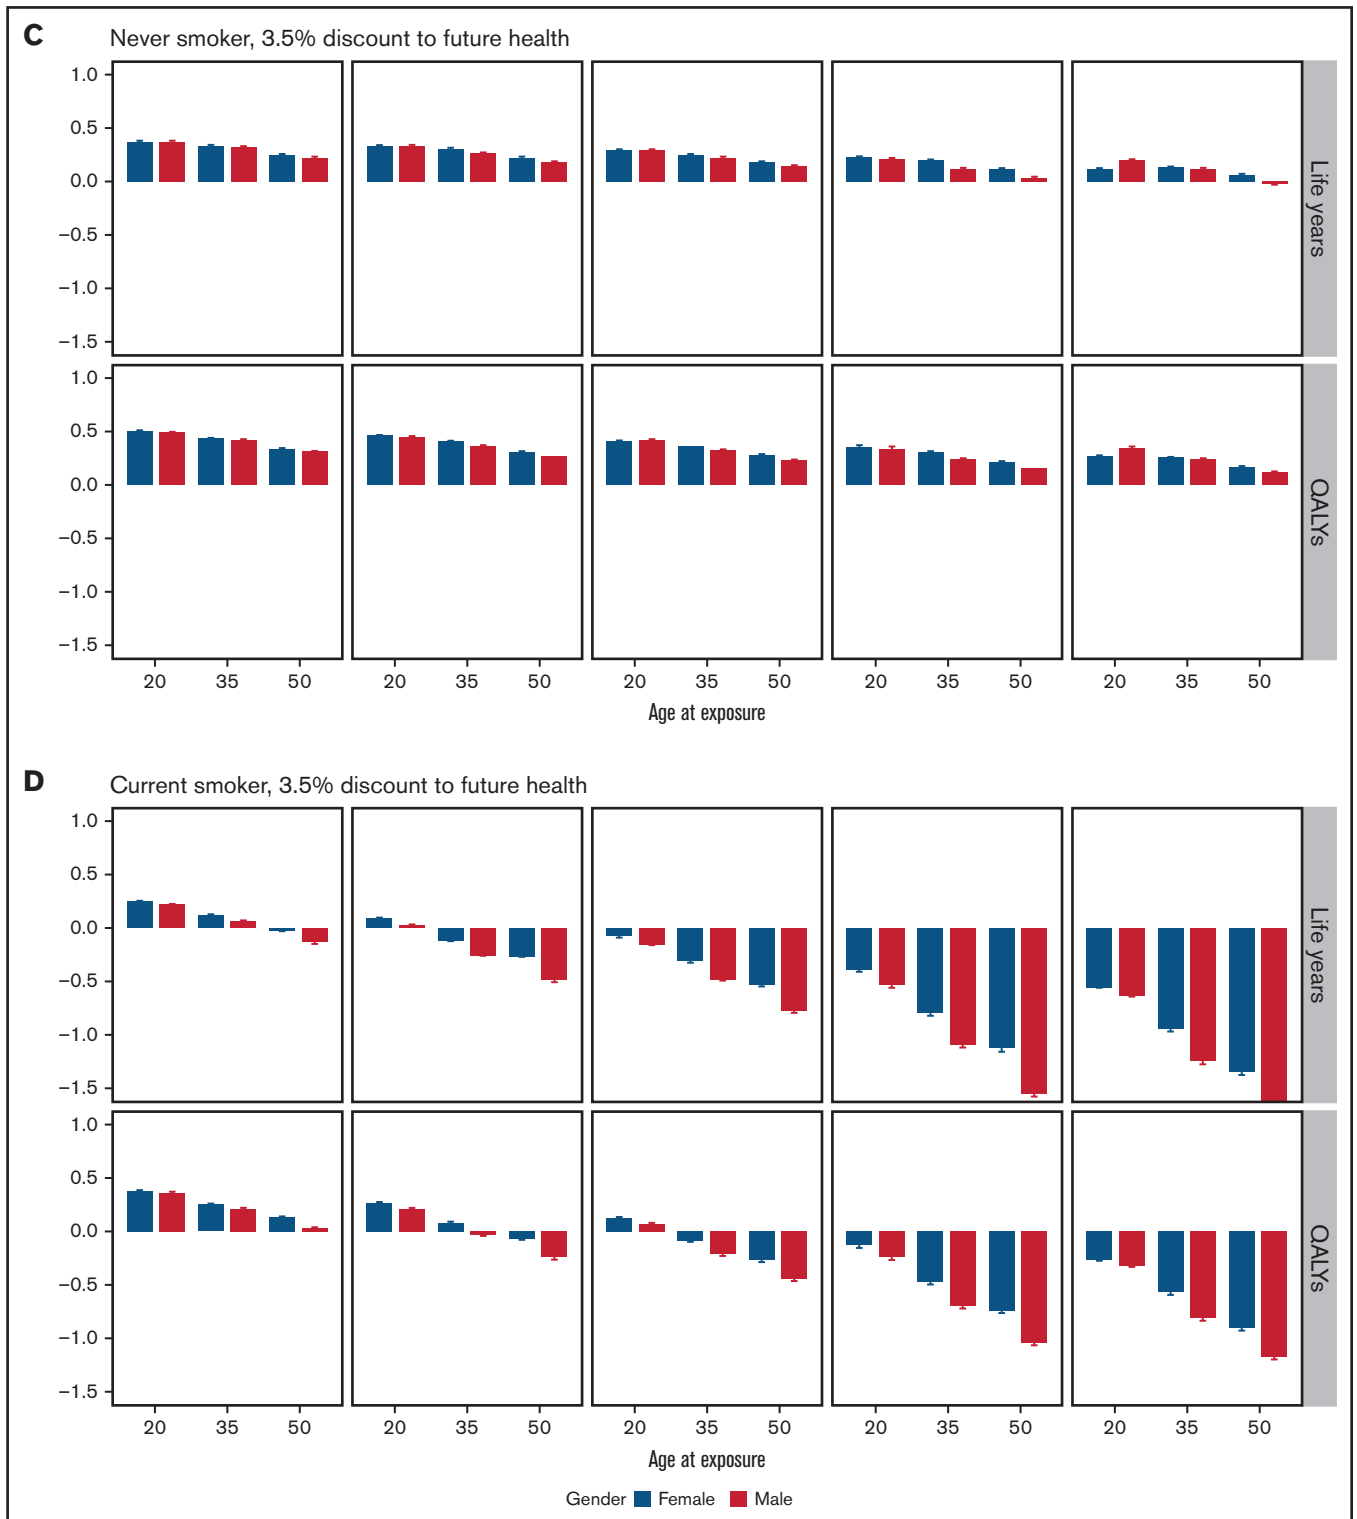 C
Never smoker, 3.5% discount to future health
1.0
0.5
0.0
−0.5
−1.0
−1.5
Life years
1.0
0.5
0.0
−0.5
−1.0
−1.5
QALYs
20 35 50 20 35 50 20 35 50 20 35 50 20 35 50
Age at exposure
D
Current smoker, 3.5% discount to future health
1.0
0.5
0.0
−0.5
−1.0
−1.5
Life years
1.0
0.5
0.0
−0.5
−1.0
−1.5
QALYs
20 35 50 20 35 50 20 35 50 20 35 50 20 35 50
Age at exposure
Gender Female Male